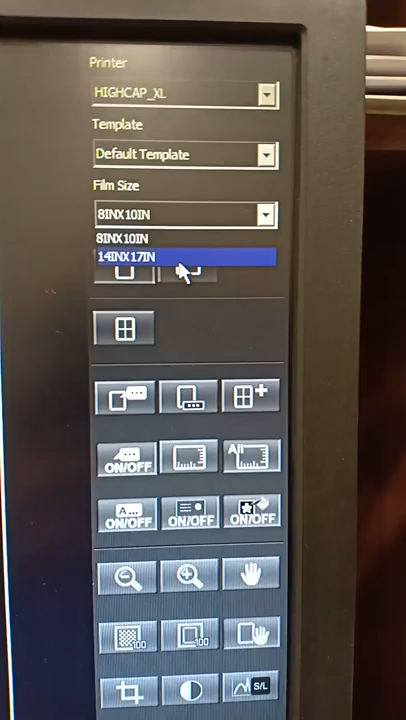 Printer
HIGHCAP_XL
Template
Default Template
Film Size
8INX10IN
8INX10IN
14INX17IN
ON/OFF
All
A...
ON/OFF
ON/OFF
ON/OFF
100
100
S/L